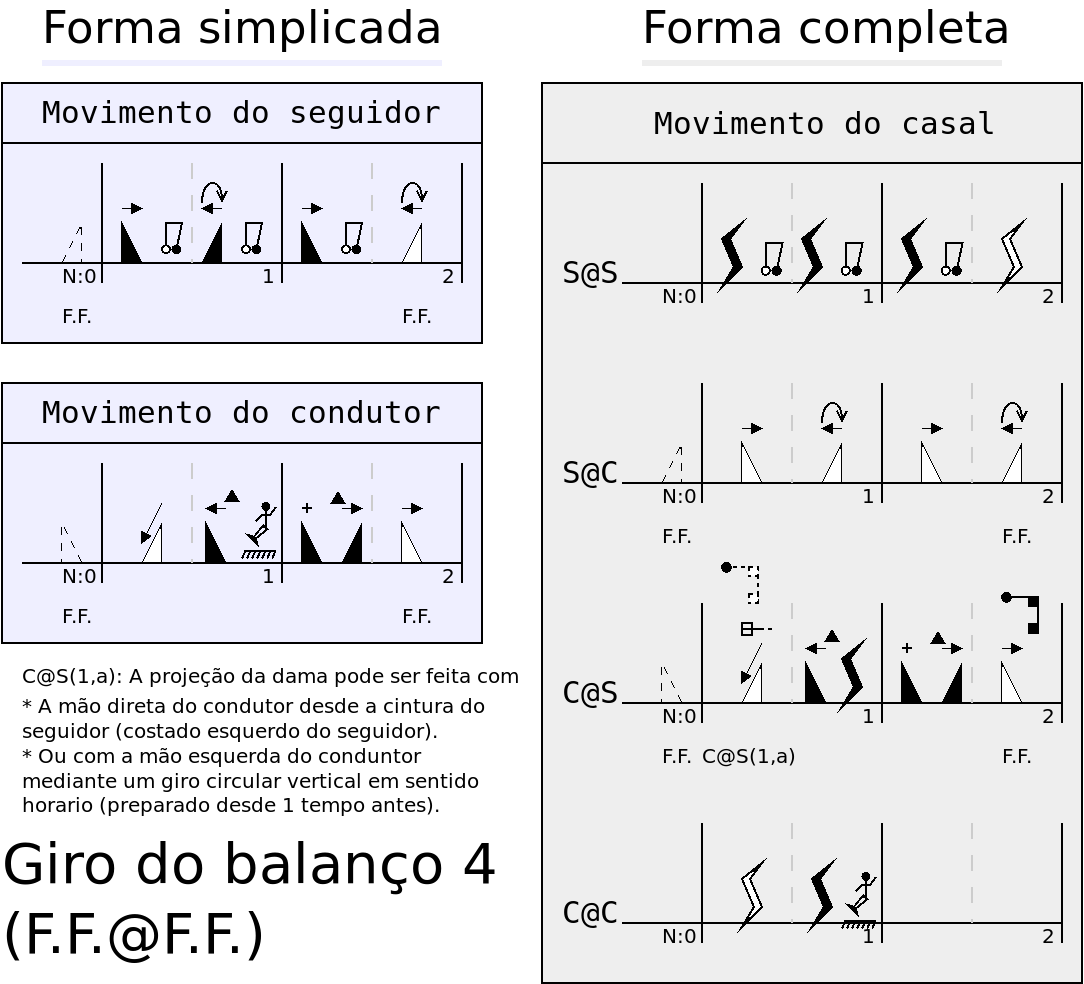 Forma simplicada
Movimento do seguidor
N:0 1 2
F.F. F.F.
Movimento do condutor
N:0 1 2
F.F. F.F.
C@S(1,a): A projeção da dama pode ser feita com
* A mão direta do condutor desde a cintura do
seguidor (costado esquerdo do seguidor).
* Ou com a mão esquerda do conduntor
mediante um giro circular vertical em sentido
horario (preparado desde 1 tempo antes).
Giro do balanço 4
(F.F.@F.F.)
Forma completa
Movimento do casal
S@S
N:0 1 2
S@C
N:0 1 2
F.F. F.F.
C@S
N:0 1 2
F.F. C@S(1,a) F.F.
C@C
N:0 1 2